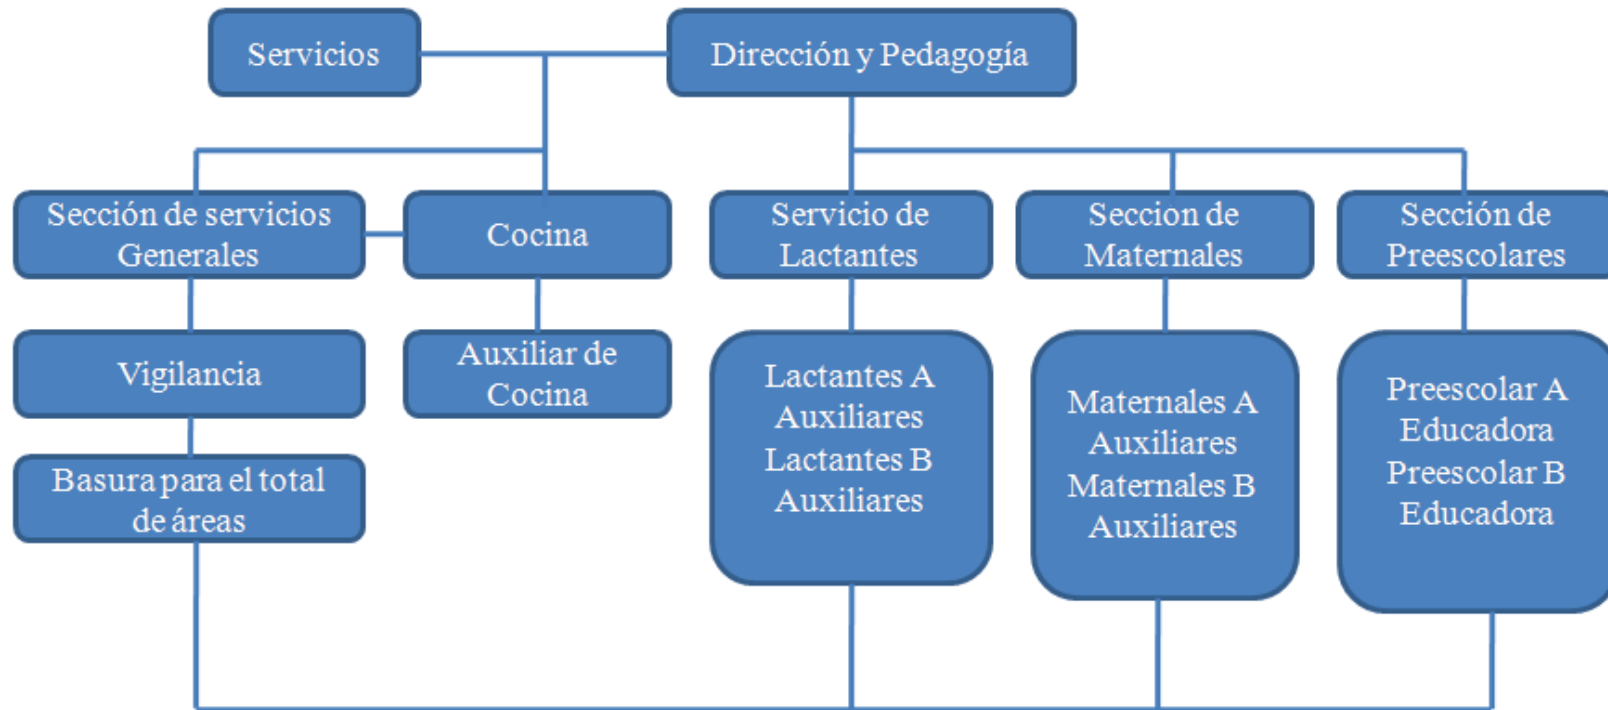 Servicios
Dirección y Pedagogía
Sección de servicios
Generales
Cocina
Servicio de
Lactantes
Seccion de
Maternales
Sección de
Preescolares
Vigilancia
Auxiliar de
Cocina
Lactantes A
Auxiliares
Lactantes B
Auxiliares
Maternales A
Auxiliares
Maternales B
Auxiliares
Preescolar A
Educadora
Preescolar B
Educadora
Basura para el total
de áreas